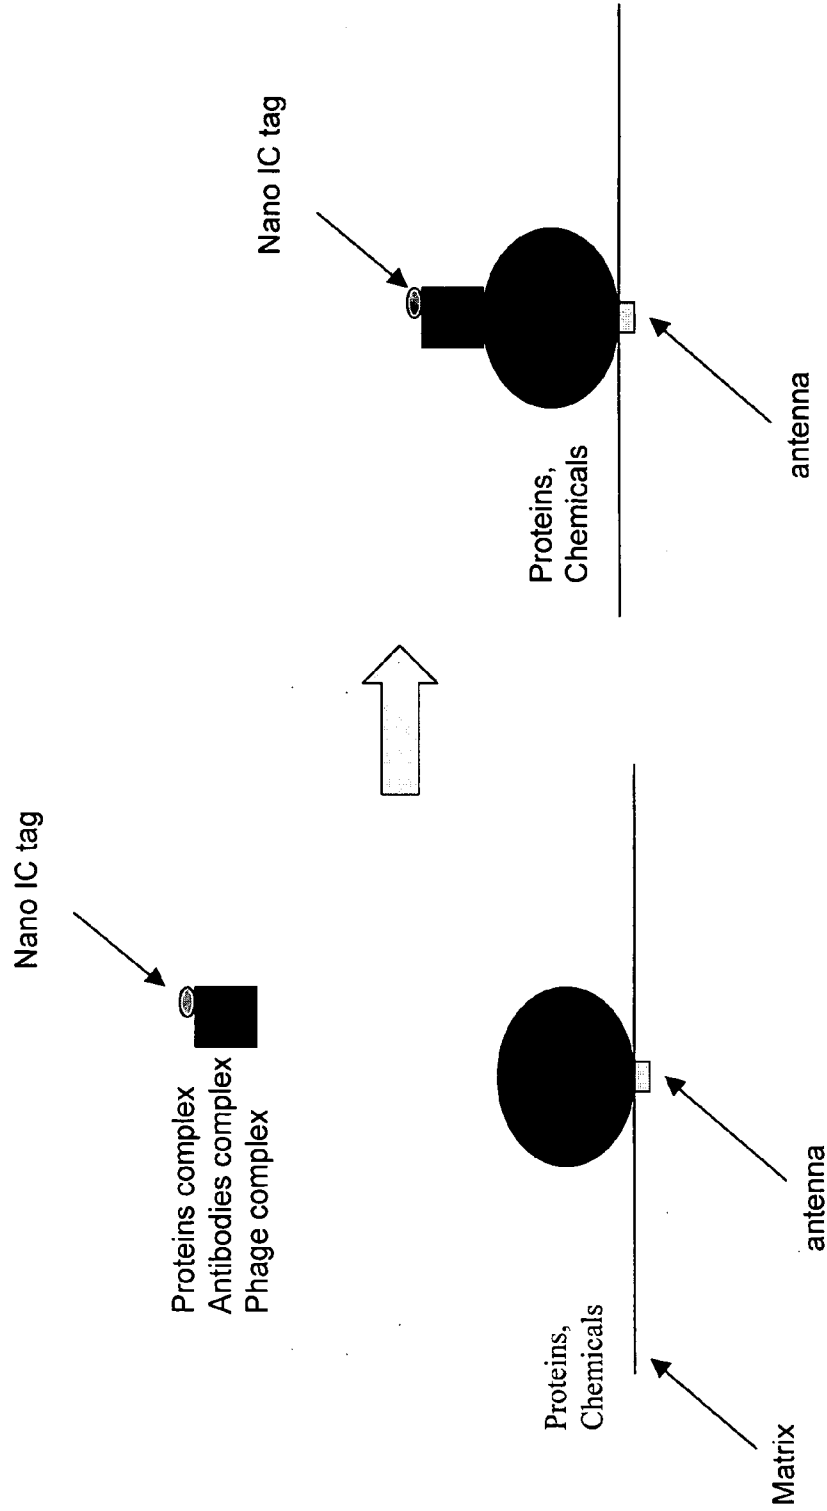 Nano IC tag
Proteins complex
Antibodies complex
Phage complex
Proteins,
Chemicals
Matrix
antenna
Nano IC tag
Proteins,
Chemicals
antenna